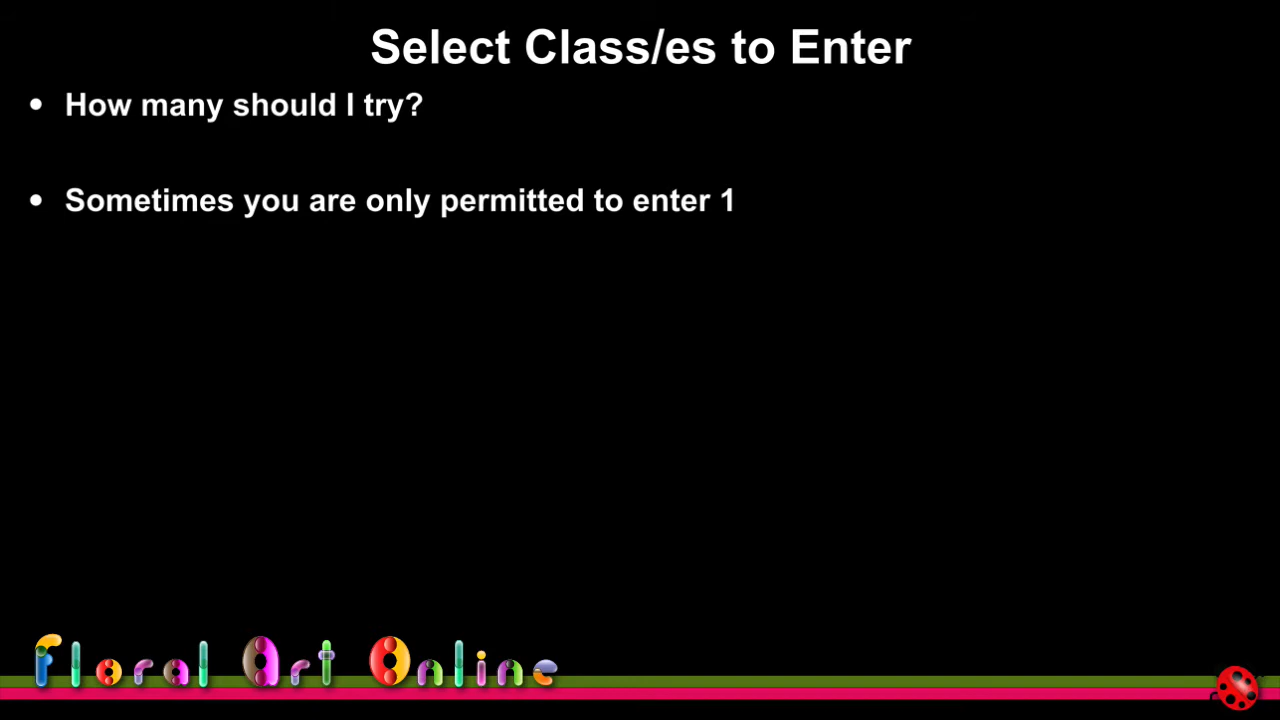 Select Class/es to Enter
• How many should I try?
• Sometimes you are only permitted to enter 1
Floral Art Online